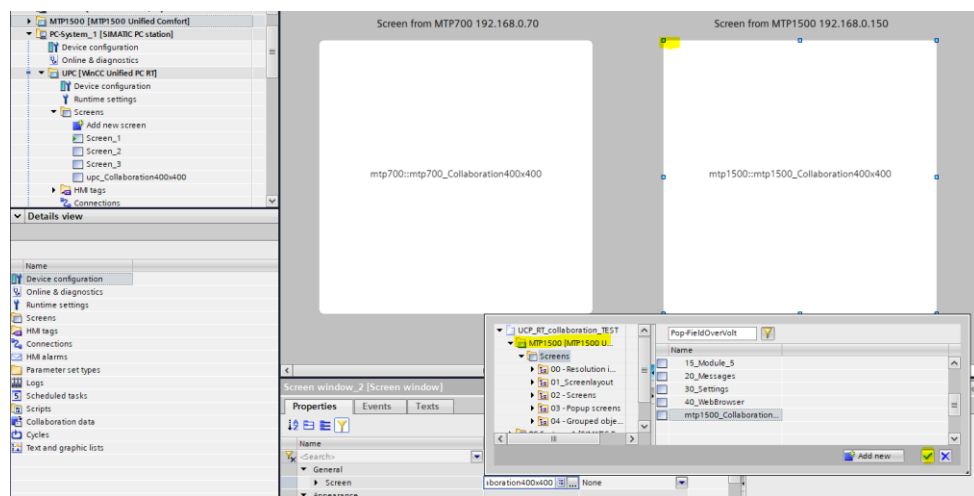 MTP1500 [MTP1500 Unified Comfort]
PC-System_1 [SIMATIC PC station]
Device configuration
Online & diagnostics
UPC [WinCC Unified PC RT]
Device configuration
Runtime settings
Screens
Add new screen
Screen_1
Screen_2
Screen_3
upc_Collaboration400x400
HMI tags
Connections
Details view
Name
Device configuration
Online & diagnostics
Runtime settings
Screens
HMI tags
Connections
HMI alarms
Parameter set types
Logs
Scheduled tasks
Scripts
Collaboration data
Cycles
Text and graphic lists
Screen from MTP700 192.168.0.70
Screen from MTP1500 192.168.0.150
mtp700::mtp700_Collaboration400x400
mtp1500::mtp1500_Collaboration400x400
Screen window_2 [Screen window]
Properties Events Texts
Name
<Search>
General
Screen
Appearance
UCP_RT_collaboration_TEST
MTP1500 [MTP1500 U...
Screens
00 - Resolution i...
01_Screenlayout
02 - Screens
03 - Popup screens
04 - Grouped obje...
Pop-FieldOverVolt
Name
15_Module_5
20_Messages
30_Settings
40_WebBrowser
mtp1500_Collaboration...
Add new
boration400x400 ... None